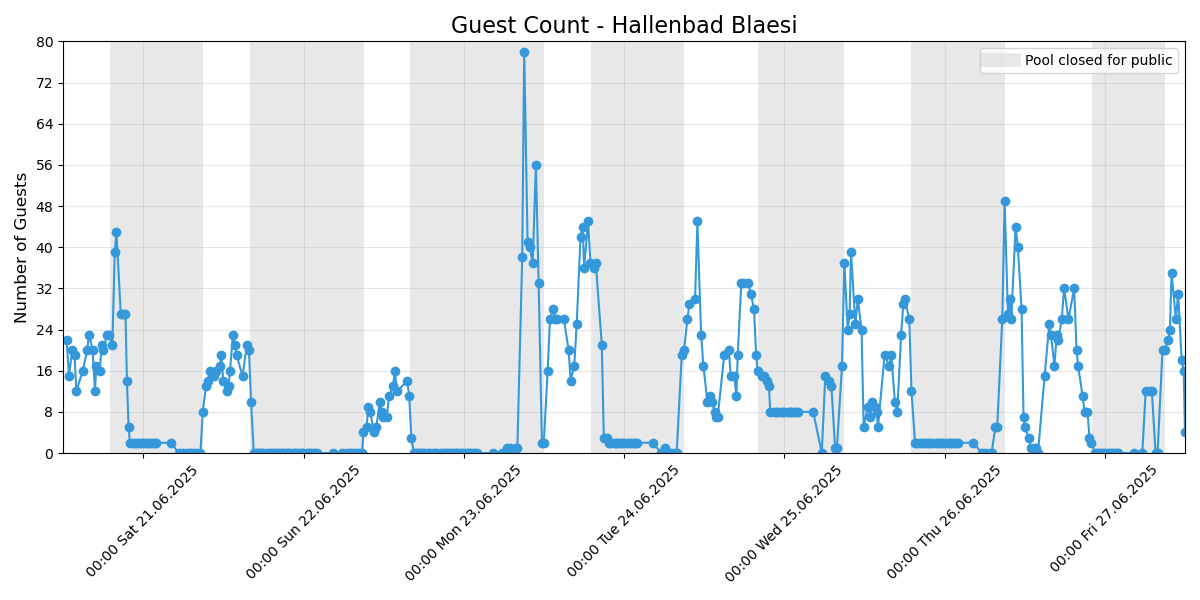 Guest Count - Hallenbad Blaesi
Number of Guests
80
72
64
56
48
40
32
24
16
8
0
Pool closed for public
00:00 Sat 21.06.2025
00:00 Sun 22.06.2025
00:00 Mon 23.06.2025
00:00 Tue 24.06.2025
00:00 Wed 25.06.2025
00:00 Thu 26.06.2025
00:00 Fri 27.06.2025